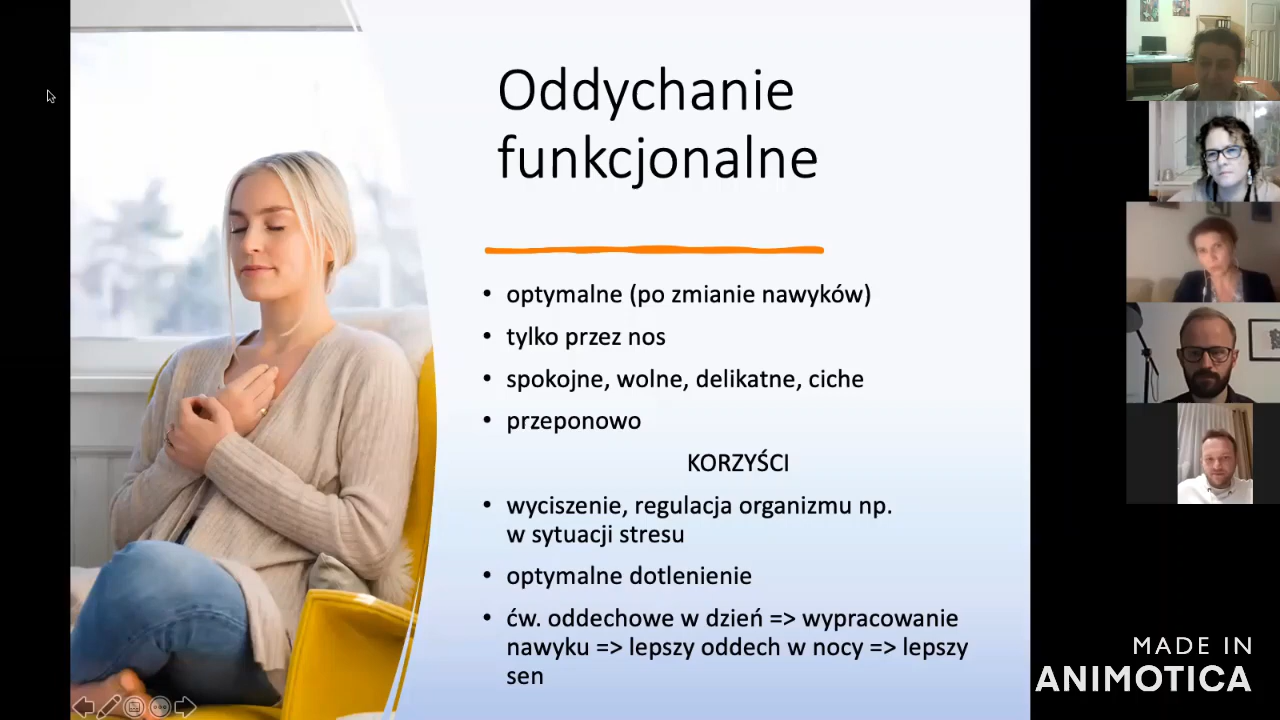 Oddychanie
funkcjonalne
• optymalne (po zmianie nawyków)
• tylko przez nos
• spokojne, wolne, delikatne, ciche
• przeponowo
KORZYŚCI
• wyciszenie, regulacja organizmu np.
w sytuacji stresu
• optymalne dotlenienie
• ćw. oddechowe w dzień => wypracowanie
nawyku => lepszy oddech w nocy => lepszy
sen
MADE IN
ANIMOTICA